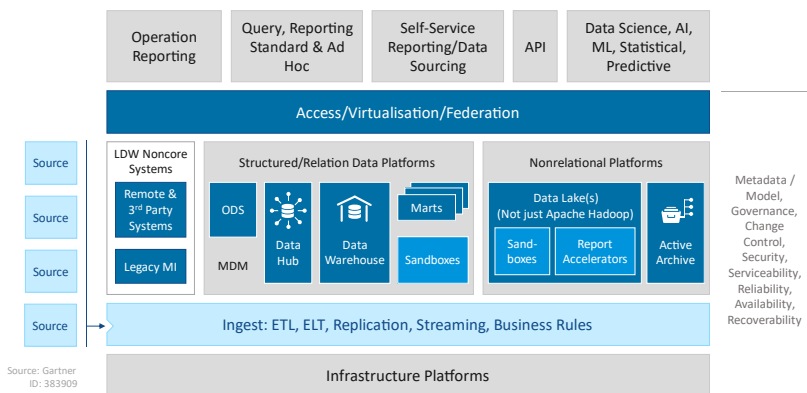 Operation
Reporting
Query, Reporting
Standard & Ad
Hoc
Self-Service
Reporting/Data
Sourcing
API
Data Science, AI,
ML, Statistical,
Predictive
Access/Virtualisation/Federation
Source
Source
Source
Source
LDW Noncore
Systems
Remote &
3rd Party
Systems
Legacy MI
Structured/Relation Data Platforms
ODS
MDM
Data
Hub
Data
Warehouse
Marts
Sandboxes
Nonrelational Platforms
Data Lake(s)
(Not just Apache Hadoop)
Sand-
boxes
Report
Accelerators
Active
Archive
Metadata /
Model,
Governance,
Change
Control,
Security,
Serviceability,
Reliability,
Availability,
Recoverability
Ingest: ETL, ELT, Replication, Streaming, Business Rules
Infrastructure Platforms
Source: Gartner
ID: 383909